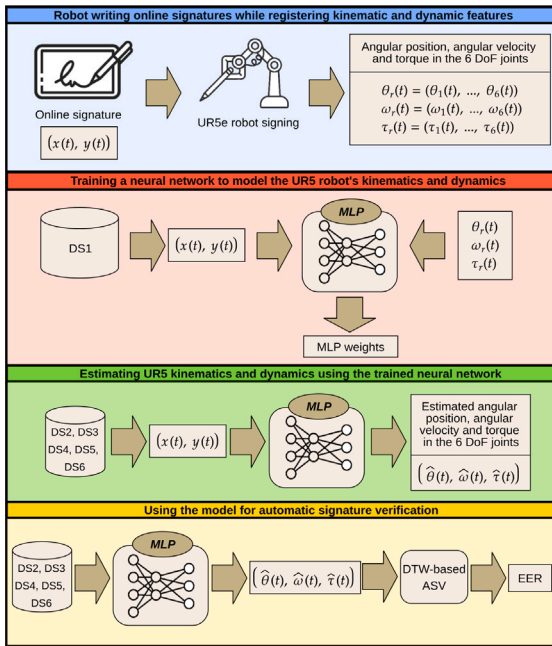 Robot writing online signatures while registering kinematic and dynamic features
Online signature
(x(t), y(t))
UR5e robot signing
Angular position, angular velocity
and torque in the 6 DoF joints
θr(t) = (θ1(t), ..., θ6(t))
ωr(t) = (ω1(t), ..., ω6(t))
τr(t) = (τ1(t), ..., τ6(t))
Training a neural network to model the UR5 robot's kinematics and dynamics
DS1
(x(t), y(t))
MLP
θr(t)
ωr(t)
τr(t)
MLP weights
Estimating UR5 kinematics and dynamics using the trained neural network
DS2, DS3
DS4, DS5,
DS6
(x(t), y(t))
MLP
Estimated angular
position, angular
velocity and torque
in the 6 DoF joints
(θ̂(t), ω̂(t), τ̂(t))
Using the model for automatic signature verification
DS2, DS3
DS4, DS5,
DS6
MLP
(θ̂(t), ω̂(t), τ̂(t))
DTW-based
ASV
EER